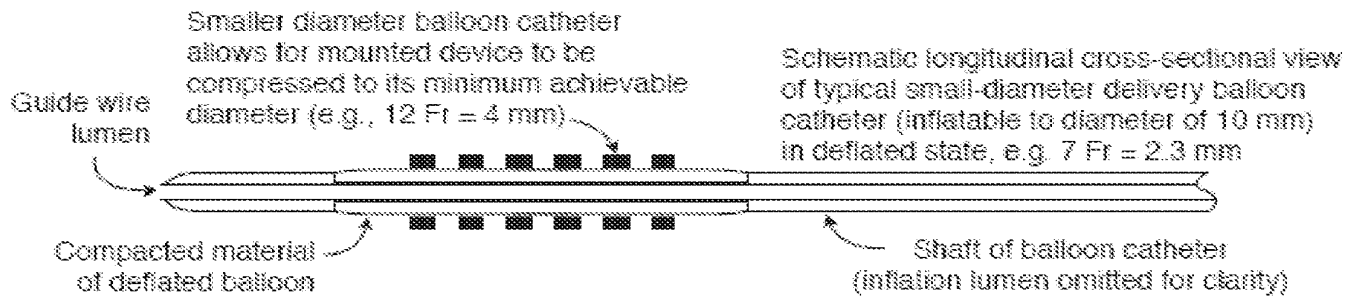 Smaller diameter balloon catheter
allows for mounted device to be
compressed to its minimum achievable
diameter (e.g., 12 Fr = 4 mm)
Guide wire
lumen
Schematic longitudinal cross-sectional view
of typical small-diameter delivery balloon
catheter (inflatable to diameter of 10 mm)
in deflated state, e.g. 7 Fr = 2.3 mm
Compacted material
of deflated balloon
Shaft of balloon catheter
(inflation lumen omitted for clarity)